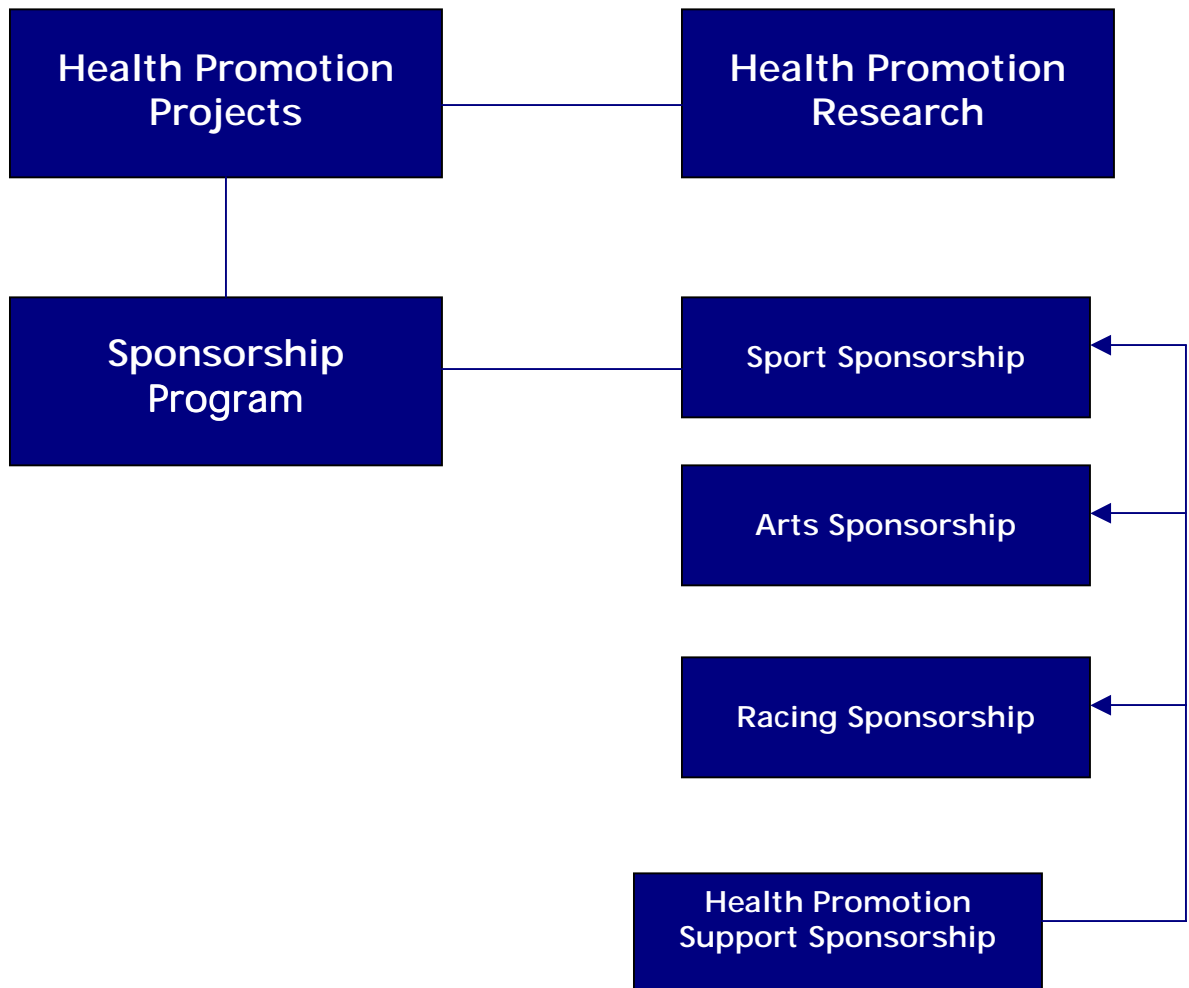 Health Promotion
Projects
Health Promotion
Research
Sponsorship
Program
Sport Sponsorship
Arts Sponsorship
Racing Sponsorship
Health Promotion
Support Sponsorship